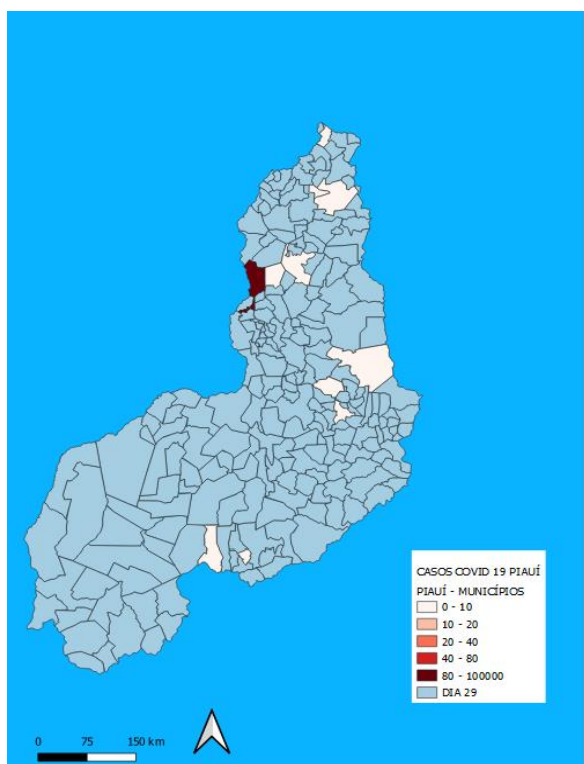 CASOS COVID 19 PIAUÍ
PIAUÍ - MUNICÍPIOS
0 - 10
10 - 20
20 - 40
40 - 80
80 - 100000
DIA 29
0 75 150 km